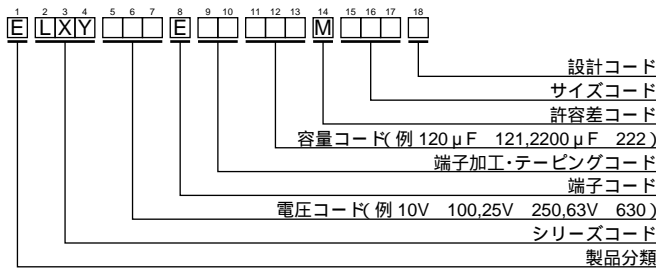 1 2 3 4 5 6 7 8 9 10 11 12 13 14 15 16 17 18
E L X Y E M
設計コード
サイズコード
許容差コード
容量コード(例 120μF 121,2200μF 222)
端子加工・テーピングコード
端子コード
電圧コード(例 10V 100,25V 250,63V 630)
シリーズコード
製品分類